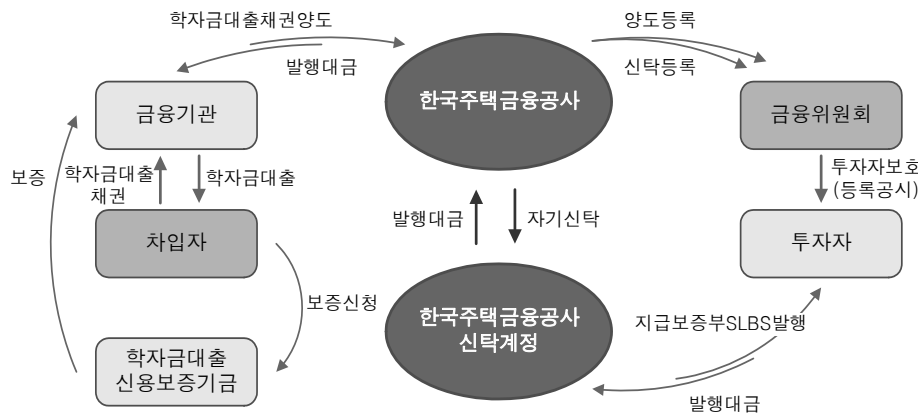 학자금대출채권양도
발행대금
양도등록
신탁등록
한국주택금융공사
금융기관
금융위원회
보증
학자금대출
채권
학자금대출
투자자보호
(등록공시)
발행대금
자기신탁
차입자
투자자
보증신청
한국주택금융공사
신탁계정
지급보증부SLBS발행
학자금대출
신용보증기금
발행대금